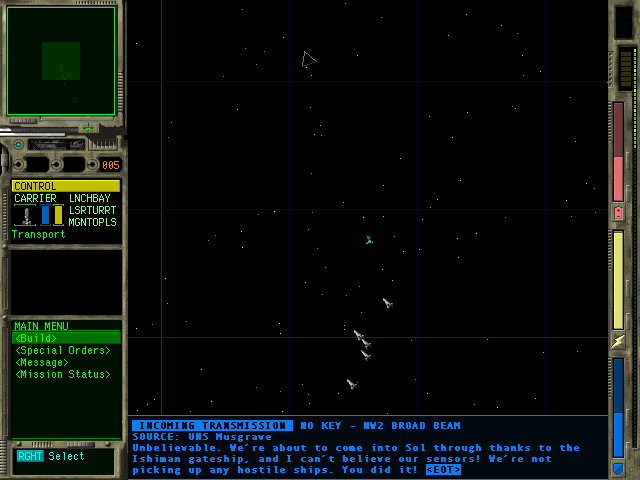 005
CONTROL
CARRIER LNCHBAY
LSRTURRT
MGNTOPLS
Transport
MAIN MENU
<Build>
<Special Orders>
<Message>
<Mission Status>
RGHT Select
INCOMING TRANSMISSION NO KEY - NW2 BROAD BEAM
SOURCE: UNS Musgrave
Unbelievable. We're about to come into Sol through thanks to the
Ishiman gateship, and I can't believe our sensors! We're not
picking up any hostile ships. You did it! <EOT>